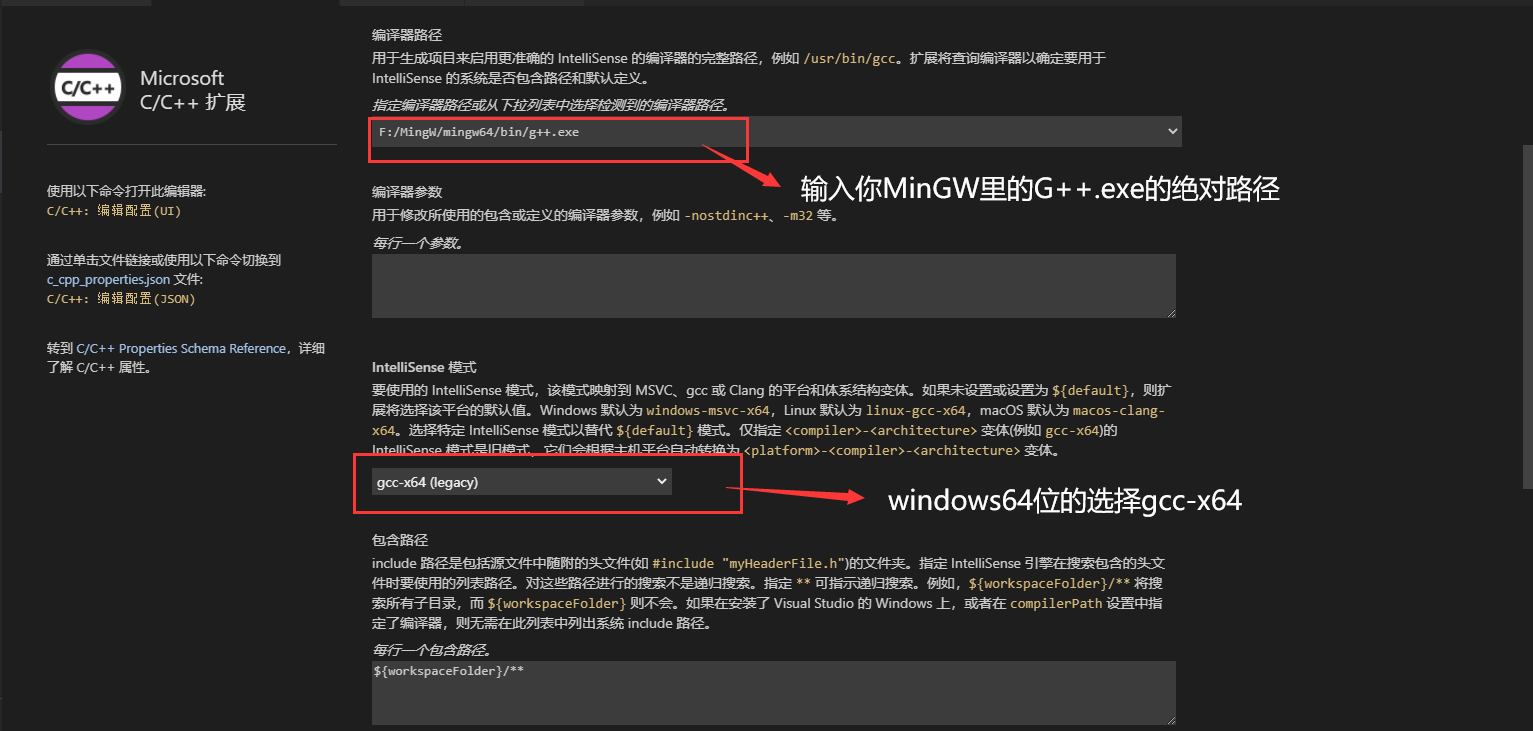 C/C++
Microsoft
C/C++ 扩展
使用以下命令打开此编辑器:
C/C++: 编辑配置(UI)
通过单击文件链接或使用以下命令切换到
c_cpp_properties.json 文件:
C/C++: 编辑配置(JSON)
转到 C/C++ Properties Schema Reference，详细
了解 C/C++ 属性。
编译器路径
用于生成项目来启用更准确的 IntelliSense 的编译器的完整路径，例如 /usr/bin/gcc。扩展将查询编译器以确定要用于
IntelliSense 的系统是否包含路径和默认定义。
指定编译器路径或从下拉列表中选择检测到的编译器路径。
F:/MingW/mingw64/bin/g++.exe
输入你MinGW里的G++.exe的绝对路径
编译器参数
用于修改所使用的包含或定义的编译器参数，例如 -nostdinc++、-m32 等。
每行一个参数。
IntelliSense 模式
要使用的 IntelliSense 模式，该模式映射到 MSVC、gcc 或 Clang 的平台和体系结构变体。如果未设置或设置为 ${default}，则扩
展将选择该平台的默认值。Windows 默认为 windows-msvc-x64，Linux 默认为 linux-gcc-x64，macOS 默认为 macos-clang-
x64。选择特定 IntelliSense 模式以替代 ${default} 模式。仅指定 <compiler>-<architecture> 变体(例如 gcc-x64)的
IntelliSense 模式是旧模式，它们会根据主机平台自动转换为 <platform>-<compiler>-<architecture> 变体。
gcc-x64 (legacy)
windows64位的选择gcc-x64
包含路径
include 路径是包括源文件中随附的头文件(如 #include "myHeaderFile.h")的文件夹。指定 IntelliSense 引擎在搜索包含的头文
件时要使用的列表路径。对这些路径进行的搜索不是递归搜索。指定 ** 可指示递归搜索。例如，${workspaceFolder}/** 将搜
索所有子目录，而 ${workspaceFolder} 则不会。如果在安装了 Visual Studio 的 Windows 上，或者在 compilerPath 设置中指
定了编译器，则无需在此列表中列出系统 include 路径。
每行一个包含路径。
${workspaceFolder}/**